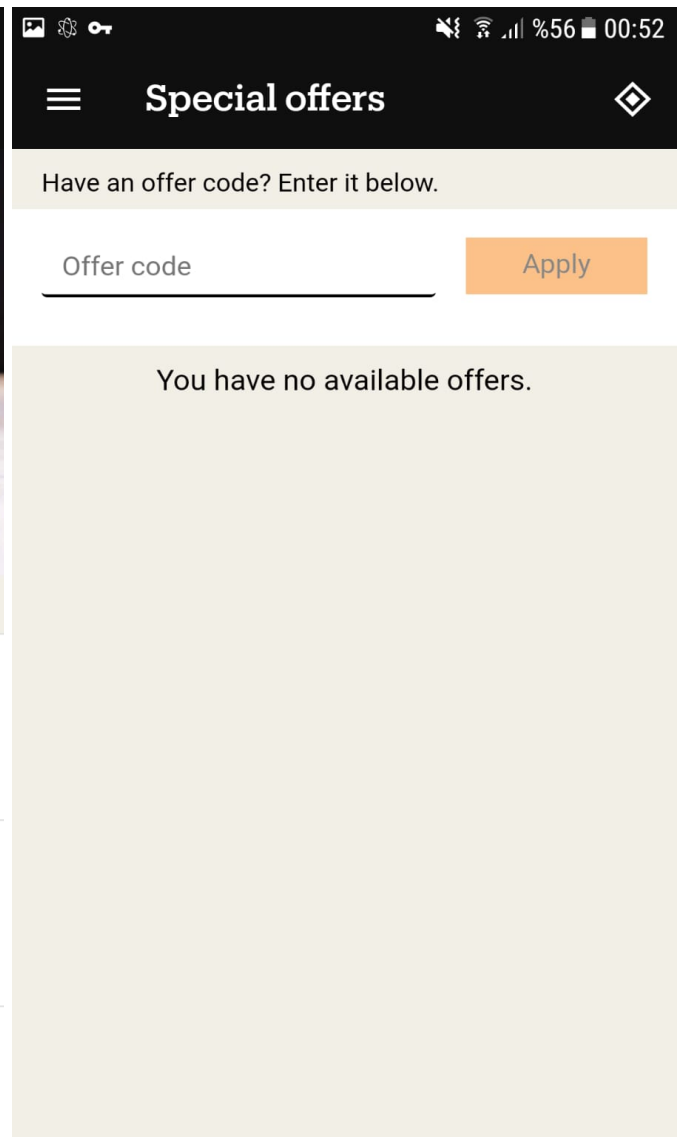 %56 00:52
Special offers
Have an offer code? Enter it below.
Offer code
Apply
You have no available offers.